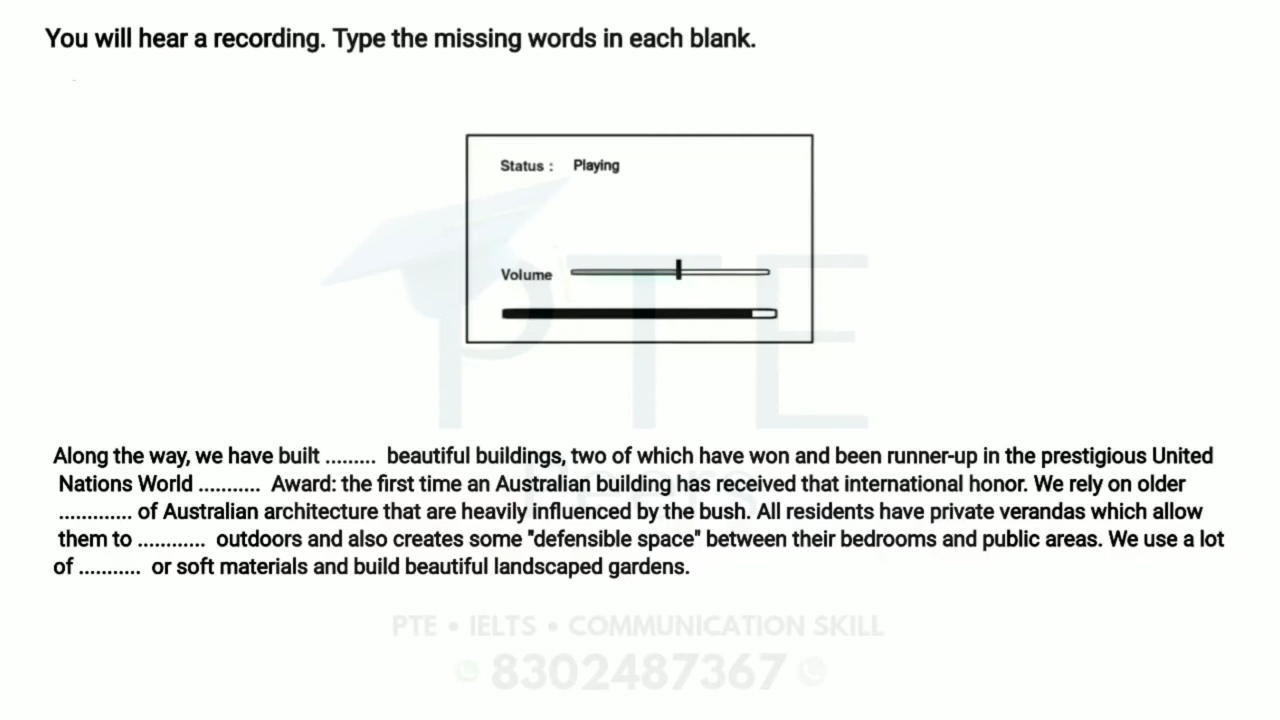 You will hear a recording. Type the missing words in each blank.
Status : Playing
Volume
PTE
Along the way, we have built ......... beautiful buildings, two of which have won and been runner-up in the prestigious United
Nations World .......... Award: the first time an Australian building has received that international honor. We rely on older
............ of Australian architecture that are heavily influenced by the bush. All residents have private verandas which allow
them to ........... outdoors and also creates some "defensible space" between their bedrooms and public areas. We use a lot
of .......... or soft materials and build beautiful landscaped gardens.
PTE • IELTS • COMMUNICATION SKILL
8302487367